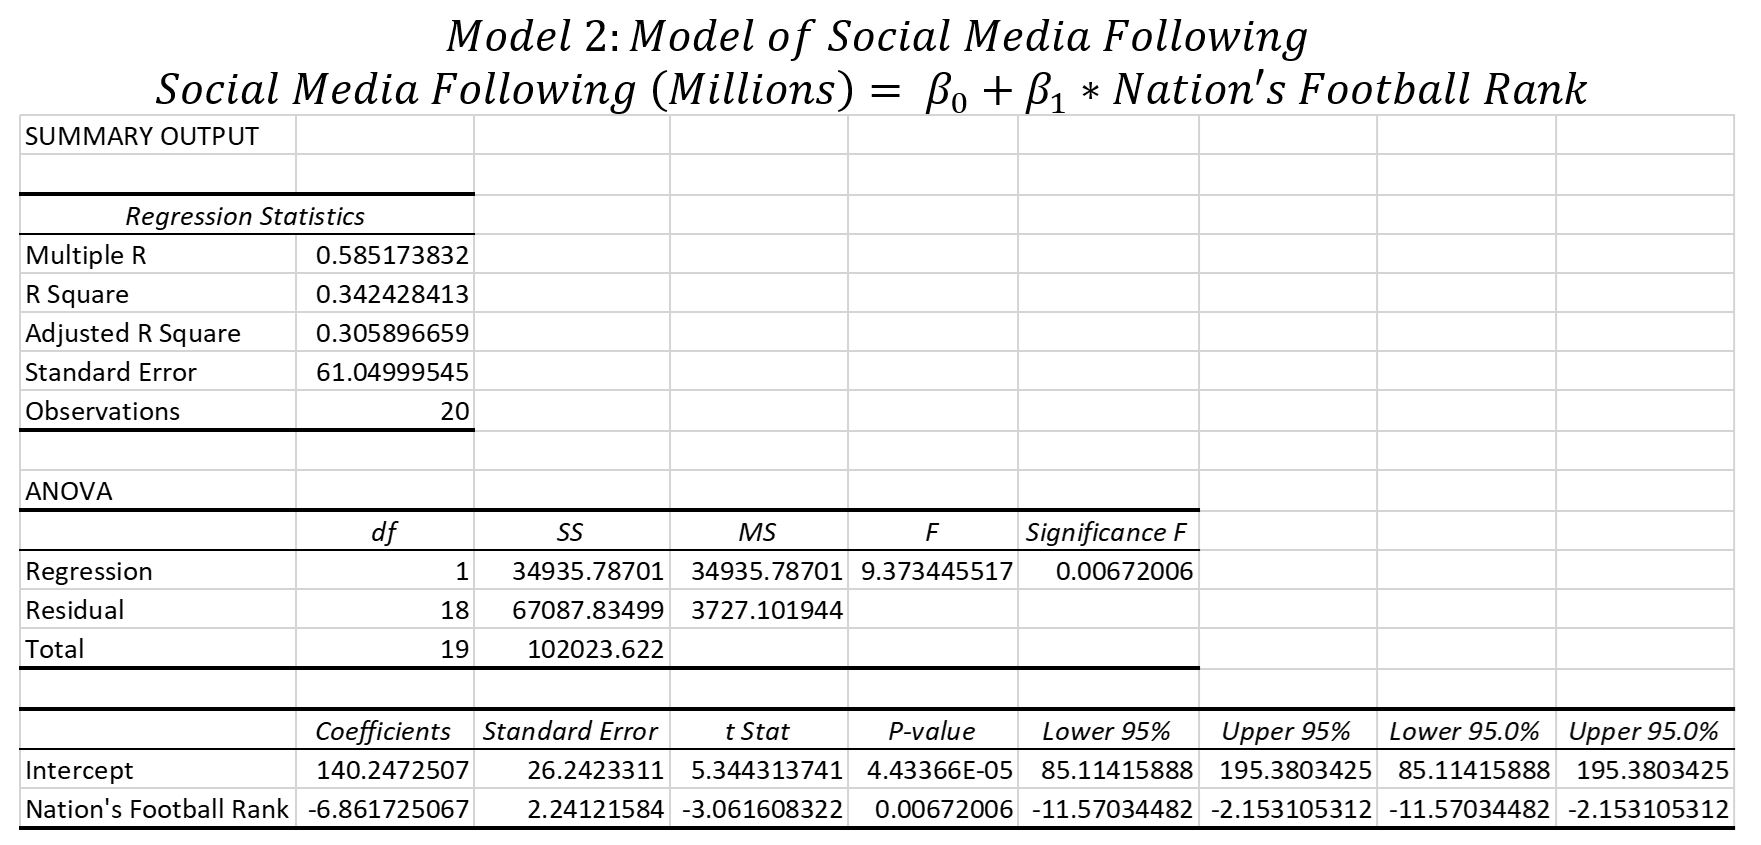 Model 2: Model of Social Media Following
Social Media Following (Millions) = β₀ + β₁ * Nation's Football Rank
SUMMARY OUTPUT
Regression Statistics
Multiple R 0.585173832
R Square 0.342428413
Adjusted R Square 0.305896659
Standard Error 61.04999545
Observations 20
ANOVA
df SS MS F Significance F
Regression 1 34935.78701 34935.78701 9.373445517 0.00672006
Residual 18 67087.83499 3727.101944
Total 19 102023.622
Coefficients Standard Error t Stat P-value Lower 95% Upper 95% Lower 95.0% Upper 95.0%
Intercept 140.2472507 26.2423311 5.344313741 4.43366E-05 85.11415888 195.3803425 85.11415888 195.3803425
Nation's Football Rank -6.861725067 2.24121584 -3.061608322 0.00672006 -11.57034482 -2.153105312 -11.57034482 -2.153105312